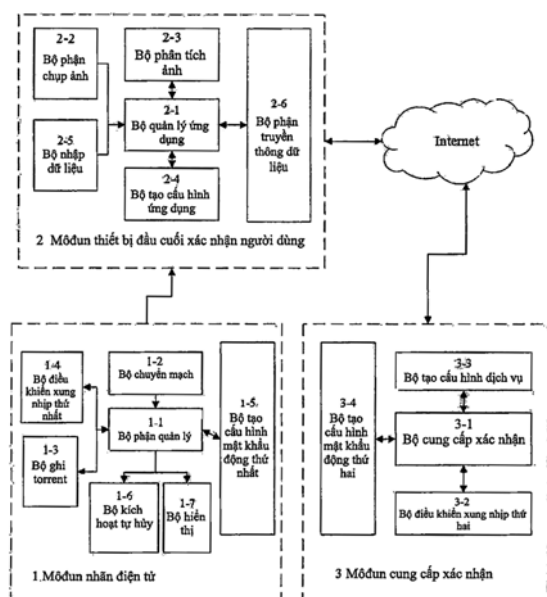 2-2
Bộ phận
chụp ảnh
2-3
Bộ phân tích
ảnh
2-1
Bộ quản lý ứng
dụng
2-6
Bộ phận
truyền
thông dữ
liệu
2-5
Bộ nhập
dữ liệu
2-4
Bộ tạo cấu hình
ứng dụng
2 Môđun thiết bị đầu cuối xác nhận người dùng
Internet
1-4
Bộ điều
khiển xung
nhịp thứ
nhất
1-2
Bộ chuyển mạch
1-1
Bộ phận quản lý
1-5
Bộ tạo
cấu hình
mật khẩu
động thứ
nhất
1-3
Bộ ghi
torrent
1-6
Bộ kích
hoạt tự hủy
1-7
Bộ hiển
thị
1.Môđun nhãn điện tử
3-4
Bộ tạo
cấu hình
mật khẩu
động thứ
hai
3-3
Bộ tạo cấu hình dịch vụ
3-1
Bộ cung cấp xác nhận
3-2
Bộ điều khiển xung nhịp thứ
hai
3 Môđun cung cấp xác nhận